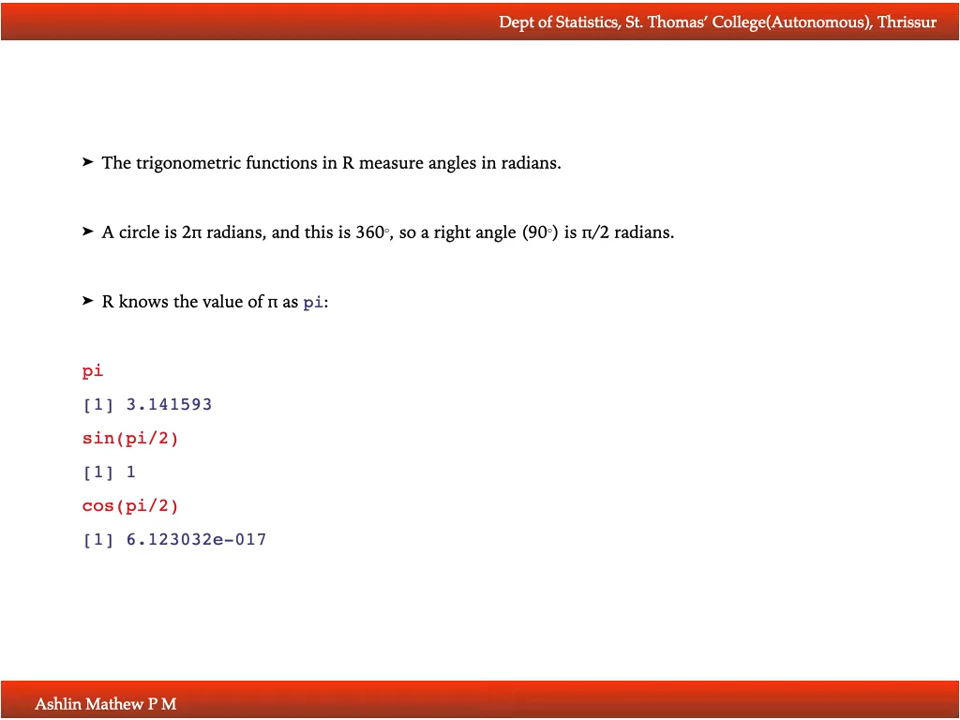 Dept of Statistics, St. Thomas' College(Autonomous), Thrissur
➤ The trigonometric functions in R measure angles in radians.
➤ A circle is 2π radians, and this is 360°, so a right angle (90°) is π/2 radians.
➤ R knows the value of π as pi:
pi
[1] 3.141593
sin(pi/2)
[1] 1
cos(pi/2)
[1] 6.123032e-017
Ashlin Mathew P M